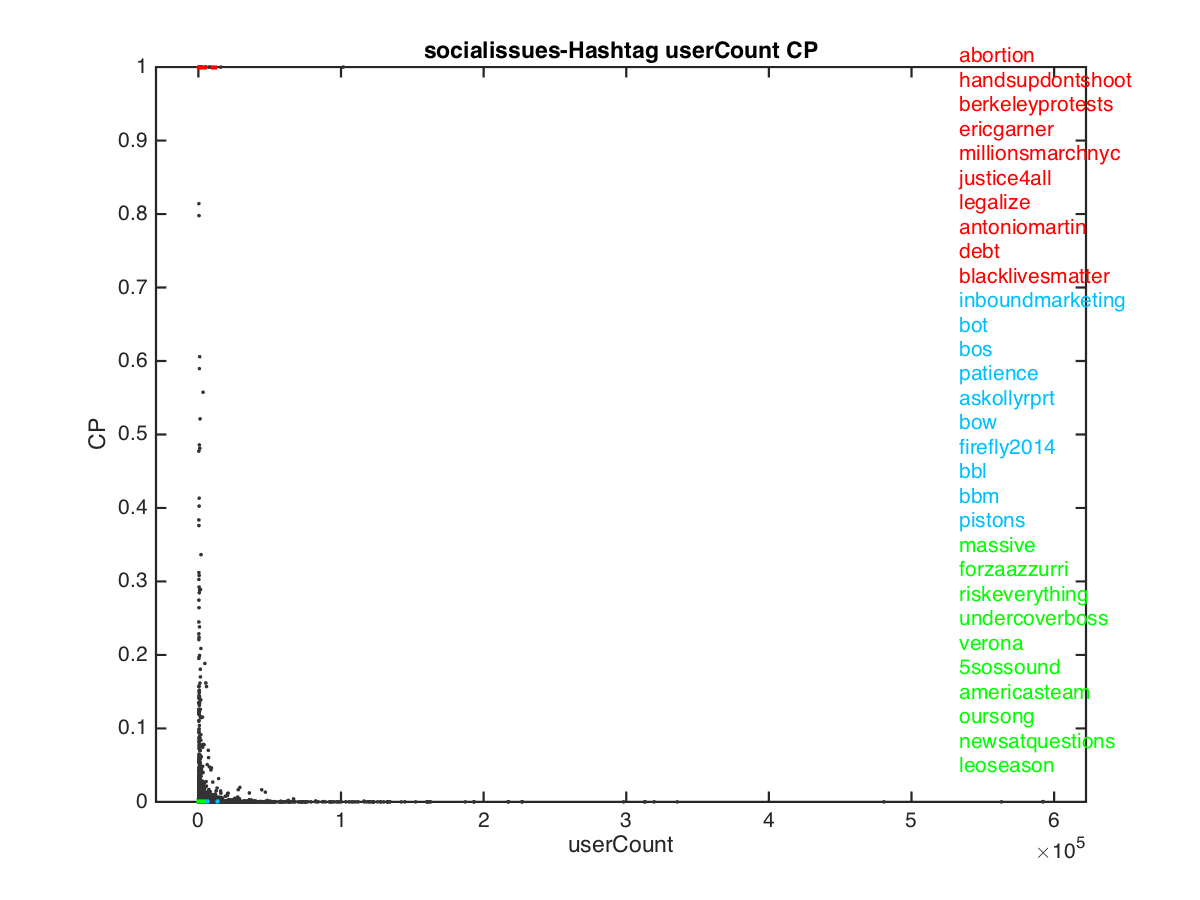 socialissues-Hashtag userCount CP
abortion
handsupdontshoot
berkeleyprotests
ericgarner
millionsmarchnyc
justice4all
legalize
antoniomartin
debt
blacklivesmatter
inboundmarketing
bot
bos
patience
askollyrprt
bow
firefly2014
bbl
bbm
pistons
massive
forzaazzurri
riskeverything
undercoverboss
verona
5sossound
americasteam
oursong
newsatquestions
leoseason
CP
1
0.9
0.8
0.7
0.6
0.5
0.4
0.3
0.2
0.1
0
0 1 2 3 4 5 6
userCount
×10^5